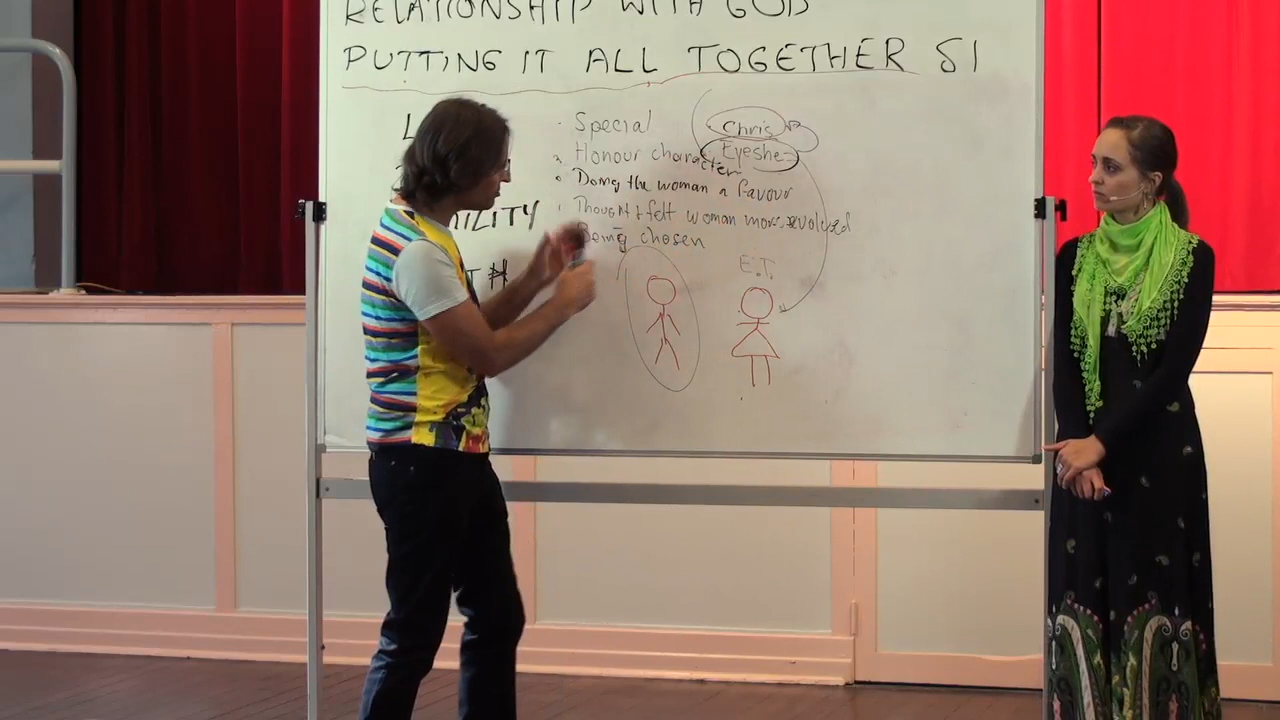 RELATIONSHIP WITH GOD
PUTTING IT ALL TOGETHER S1
Special
Chris
Honour character
Eyeshe
Doing the woman a favour
ILITY
Thought & felt woman more evolved
Being chosen
E.T.